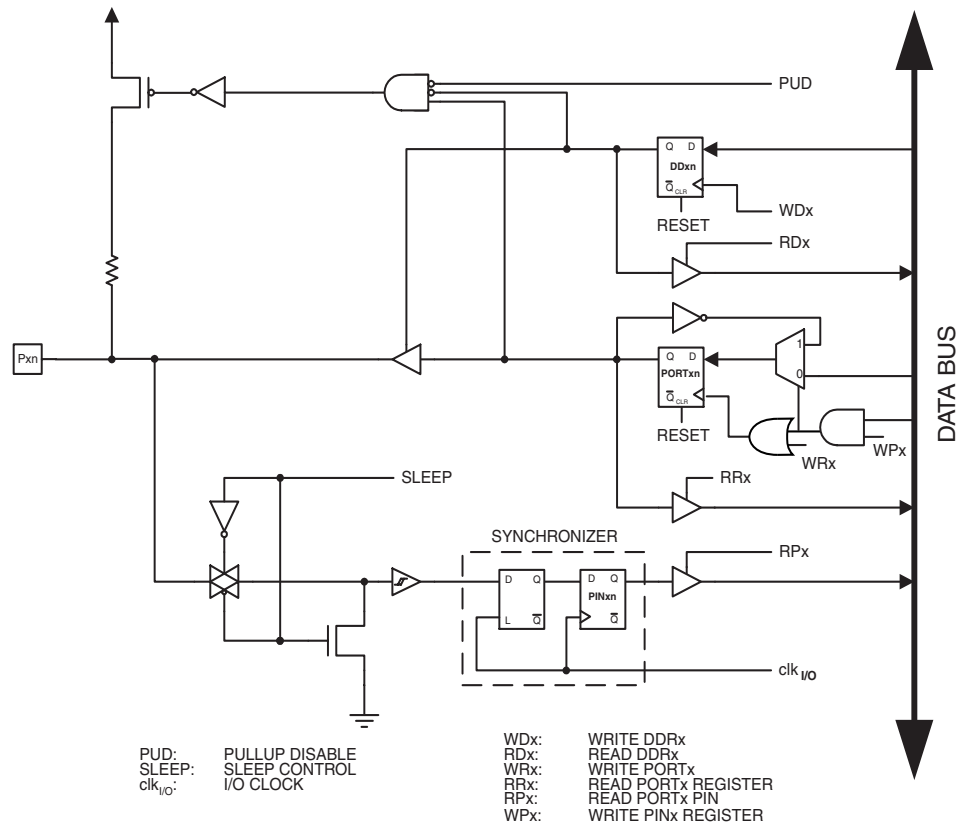 PUD
Q D
DDxn
Q CLR
WDx
RESET
RDx
Pxn
1
Q D
PORTxn
0
Q CLR
RESET
WRx
WPx
DATA BUS
SLEEP
RRx
SYNCHRONIZER
RPx
D Q
D Q
PINxn
L Q
Q
clk I/O
PUD: PULLUP DISABLE
SLEEP: SLEEP CONTROL
clkI/O: I/O CLOCK
WDx: WRITE DDRx
RDx: READ DDRx
WRx: WRITE PORTx
RRx: READ PORTx REGISTER
RPx: READ PORTx PIN
WPx: WRITE PINx REGISTER